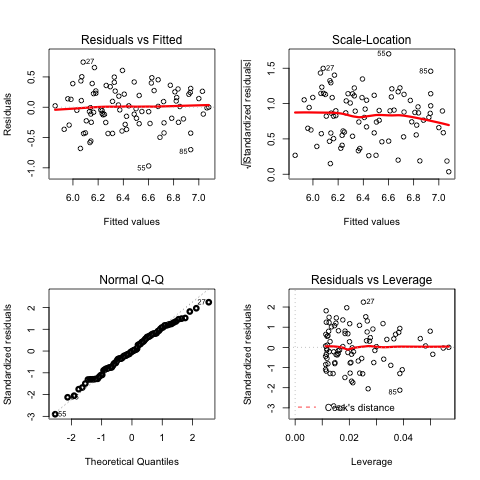 Residuals vs Fitted
Residuals
-1.0 -0.5 0.0 0.5
27
55
85
6.0 6.2 6.4 6.6 6.8 7.0
Fitted values
Scale-Location
√|Standardized residuals|
0.0 0.5 1.0 1.5
55
27
85
6.0 6.2 6.4 6.6 6.8 7.0
Fitted values
Normal Q-Q
Standardized residuals
-3 -2 -1 0 1 2
27
55
-2 -1 0 1 2
Theoretical Quantiles
Residuals vs Leverage
Standardized residuals
-3 -2 -1 0 1 2
27
85
Cook's distance
0.00 0.02 0.04
Leverage